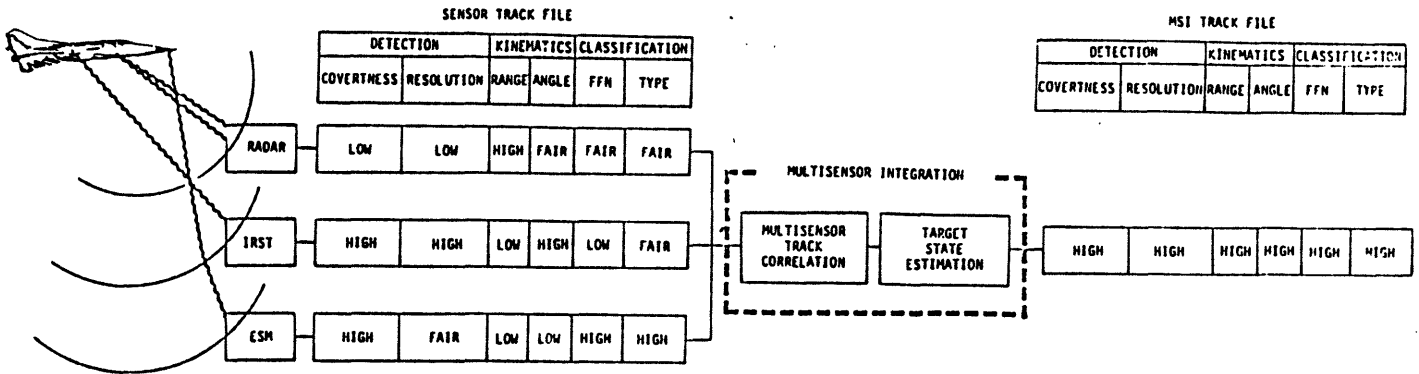 SENSOR TRACK FILE
DETECTION KINEMATICS CLASSIFICATION
COVERTNESS RESOLUTION RANGE ANGLE FFN TYPE
RADAR LOW LOW HIGH FAIR FAIR FAIR
IRST HIGH HIGH LOW HIGH LOW FAIR
ESM HIGH FAIR LOW LOW HIGH HIGH
MULTISENSOR INTEGRATION
MULTISENSOR
TRACK
CORRELATION
TARGET
STATE
ESTIMATION
MSI TRACK FILE
DETECTION KINEMATICS CLASSIFICATION
COVERTNESS RESOLUTION RANGE ANGLE FFN TYPE
HIGH HIGH HIGH HIGH HIGH HIGH